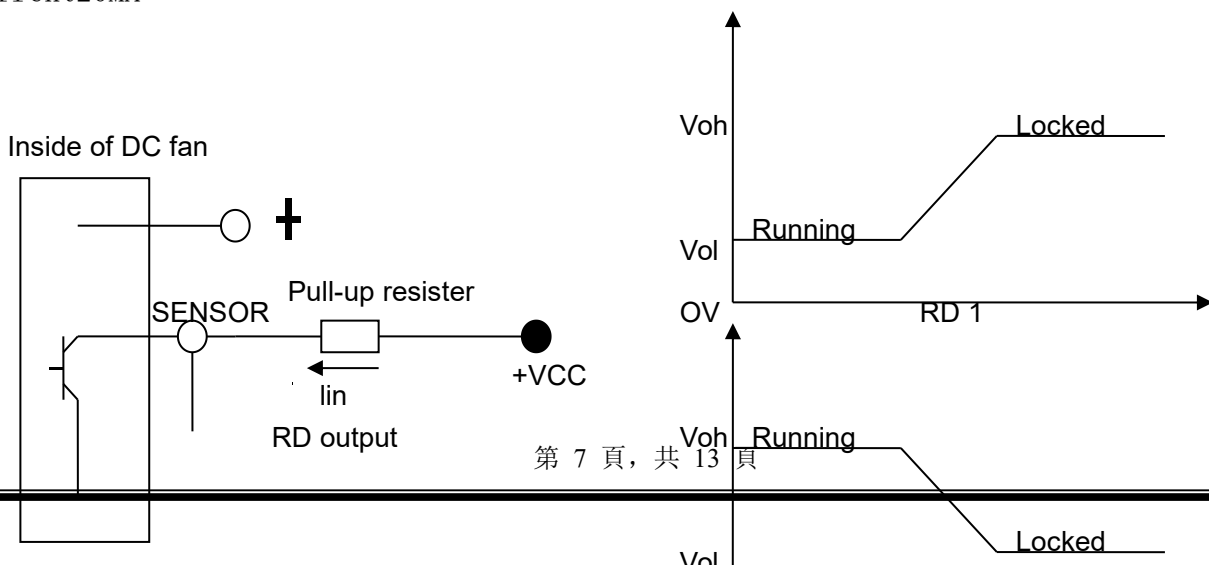 Voh
Locked
Inside of DC fan
Running
Vol
Pull-up resister
SENSOR
OV
RD 1
+VCC
Iin
RD output
Voh
Running
第 7 頁，共 13 頁
Locked
Vol